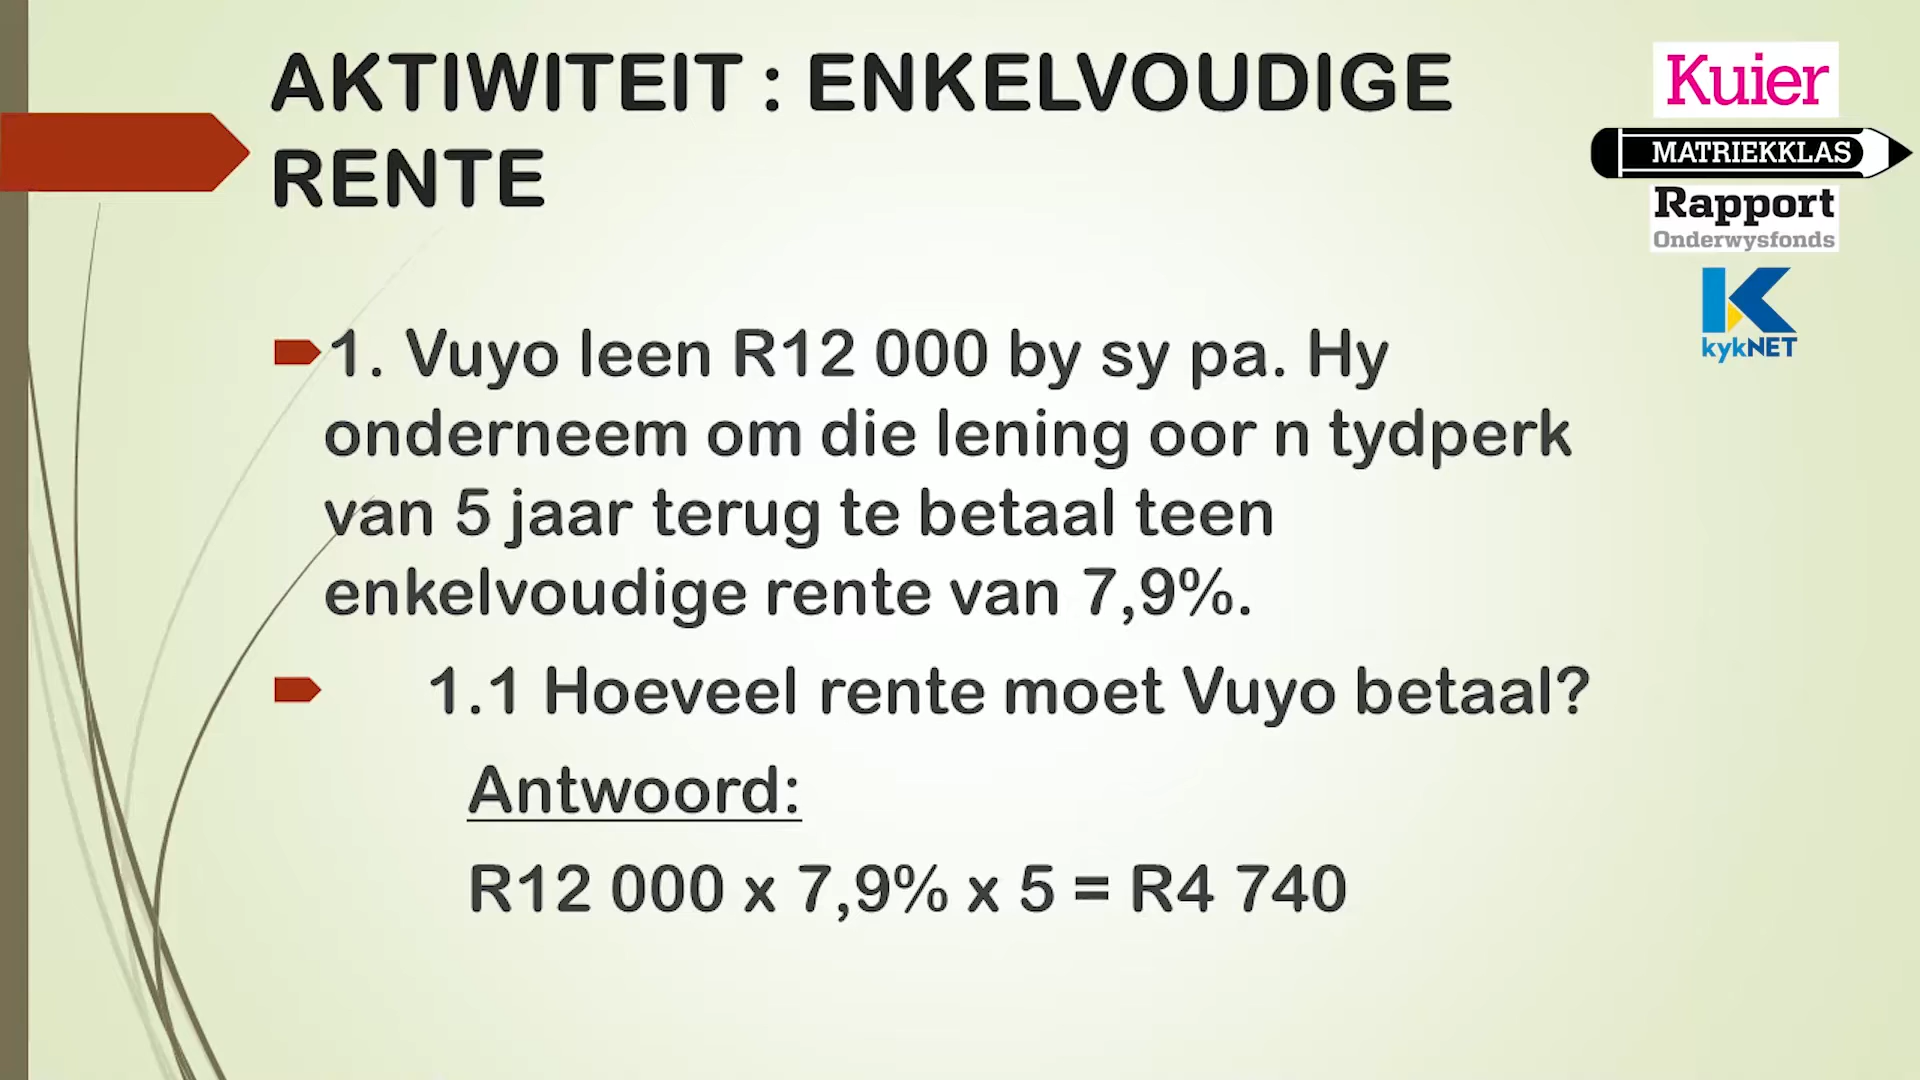 AKTIWITEIT : ENKELVOUDIGE
RENTE
Kuier
MATRIEKKLAS
Rapport
Onderwysfonds
kykNET
1. Vuyo leen R12 000 by sy pa. Hy
onderneem om die lening oor n tydperk
van 5 jaar terug te betaal teen
enkelvoudige rente van 7,9%.
1.1 Hoeveel rente moet Vuyo betaal?
Antwoord:
R12 000 x 7,9% x 5 = R4 740